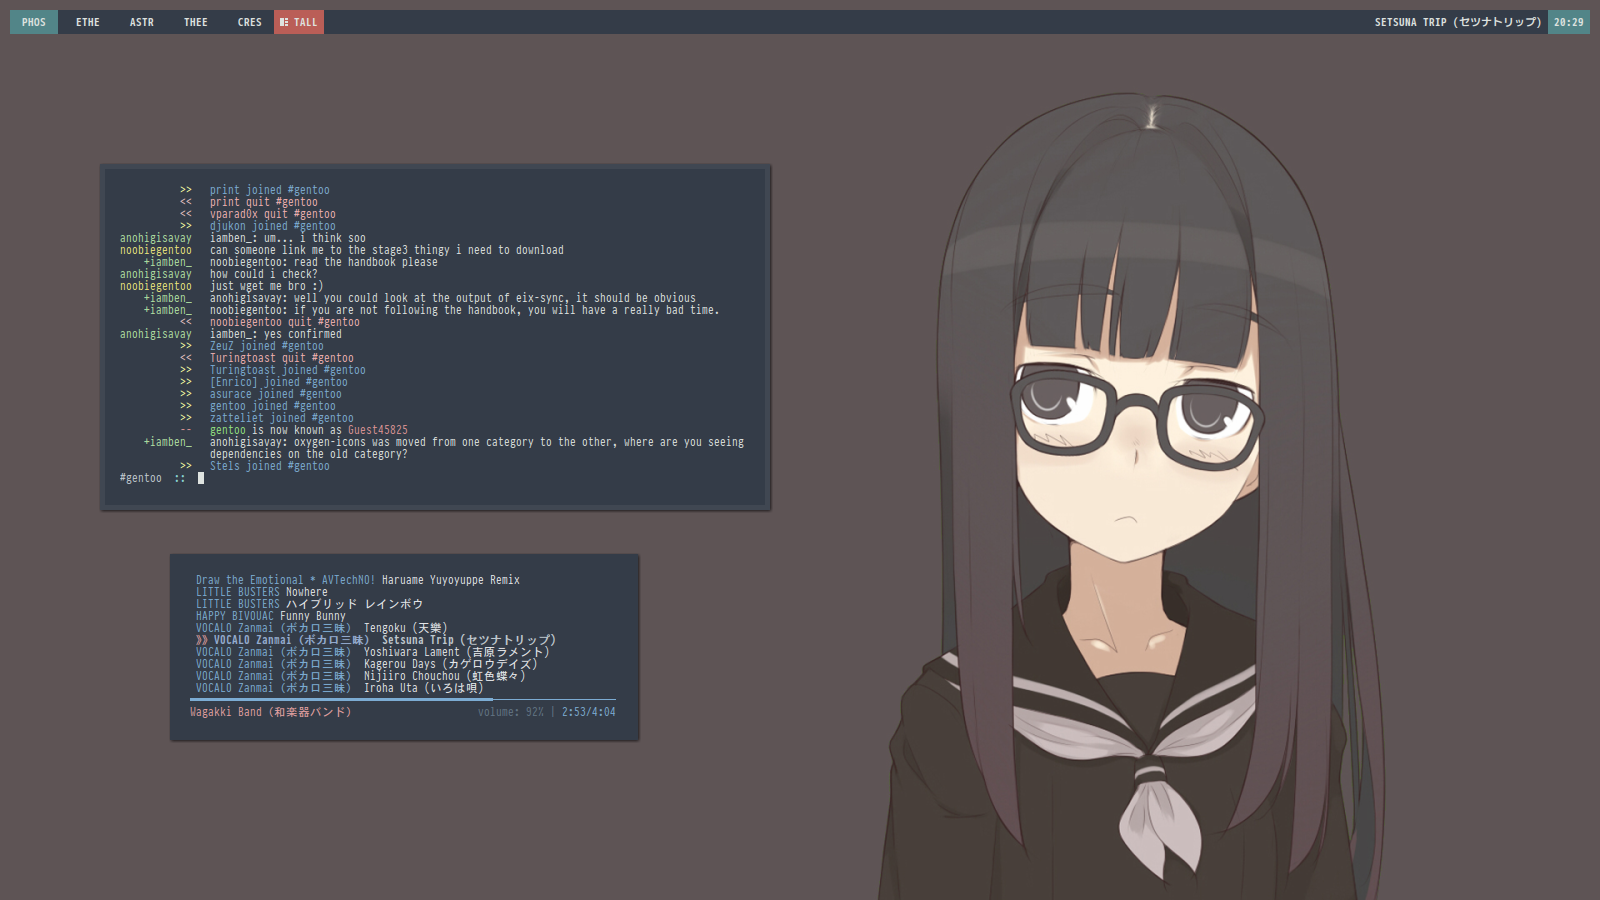 PHOS ETHE ASTR THEE CRES TALL SETSUNA TRIP (セツナトリップ) 20:29
>> print joined #gentoo
<< print quit #gentoo
<< vparad0x quit #gentoo
>> djukon joined #gentoo
anohigisavay iamben_: um... i think soo
noobiegentoo can someone link me to the stage3 thingy i need to download
+iamben_ noobiegentoo: read the handbook please
anohigisavay how could i check?
noobiegentoo just wget me bro :)
+iamben_ anohigisavay: well you could look at the output of eix-sync, it should be obvious
+iamben_ noobiegentoo: if you are not following the handbook, you will have a really bad time.
<< noobiegentoo quit #gentoo
anohigisavay iamben_: yes confirmed
>> ZeuZ joined #gentoo
<< Turingtoast quit #gentoo
>> Turingtoast joined #gentoo
>> [Enrico] joined #gentoo
>> asurace joined #gentoo
>> gentoo joined #gentoo
>> zatteliet joined #gentoo
-- gentoo is now known as Guest45825
+iamben_ anohigisavay: oxygen-icons was moved from one category to the other, where are you seeing
dependencies on the old category?
>> Stels joined #gentoo
#gentoo ::
Draw the Emotional * AVTechNO! Haruame Yuyoyuppe Remix
LITTLE BUSTERS Nowhere
LITTLE BUSTERS ハイブリッド レインボウ
HAPPY BIVOUAC Funny Bunny
VOCALO Zanmai (ボカロ三昧) Tengoku (天樂)
》》 VOCALO Zanmai (ボカロ三昧) Setsuna Trip (セツナトリップ)
VOCALO Zanmai (ボカロ三昧) Yoshiwara Lament (吉原ラメント)
VOCALO Zanmai (ボカロ三昧) Kagerou Days (カゲロウデイズ)
VOCALO Zanmai (ボカロ三昧) Nijiiro Chouchou (虹色蝶々)
VOCALO Zanmai (ボカロ三昧) Iroha Uta (いろは唄)
Wagakki Band (和楽器バンド) volume: 92% | 2:53/4:04